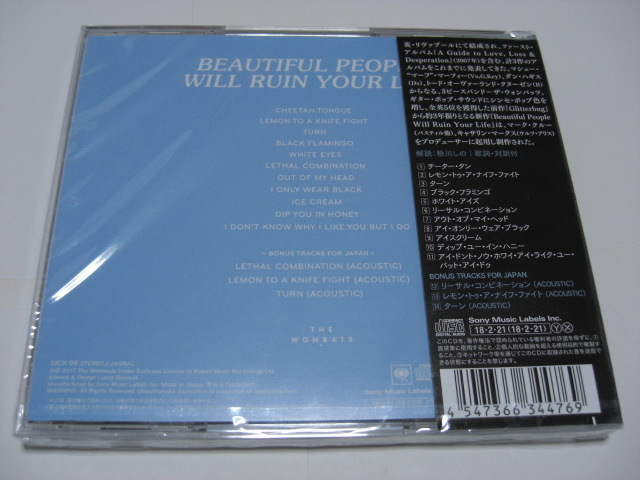 BEAUTIFUL PEOP
WILL RUIN YOUR L
CHEETAH TONGUE
LEMON TO A KNIFE FIGHT
TURN
BLACK FLAMINGO
WHITE EYES
LETHAL COMBINATION
OUT OF MY HEAD
I ONLY WEAR BLACK
ICE CREAM
DIP YOU IN HONEY
I DON'T KNOW WHY I LIKE YOU BUT I DO
~ BONUS TRACKS FOR JAPAN ~
LETHAL COMBINATION (ACOUSTIC)
LEMON TO A KNIFE FIGHT (ACOUSTIC)
TURN (ACOUSTIC)
THE
WOMBATS
SICX 99 STEREO
Manufactured by Sony Music Labels Inc.
Sony Music Labels
英・リヴァプールにて結成され、ファースト・
アルバム『A Guide to Love, Loss &
Desperation』(2007年)を含む、計3作のア
ルバムをこれまでに発表してきた、マシュー・
"マーフ"・マーフィー(Vo,G,Key)、ダン・ハギス
(Ds)、トード・オーヴァーランド・クヌーセン(B)
からなる、3ピースバンド―ザ・ウォンバッツ。
ギター・ポップ・サウンドにシンセ・ポップ色を
増し、全英5位を獲得した前作『Glitterbug』
から約3年振りとなる新作『Beautiful People
Will Ruin Your Life』は、マーク・クルー
(バスティル他)、キャサリン・マークス(ウルフ・アリス)
をプロデューサーに起用し制作された。
解説:粉川しの|歌詞・対訳付
1 チーター・タン
2 レモン・トゥ・ア・ナイフ・ファイト
3 ターン
4 ブラック・フラミンゴ
5 ホワイト・アイズ
6 リーサル・コンビネーション
7 アウト・オブ・マイ・ヘッド
8 アイ・オンリー・ウェア・ブラック
9 アイスクリーム
10 ディップ・ユー・イン・ハニー
11 アイ・ドント・ノウ・ホワイ・アイ・ライク・ユー・
バット・アイ・ドゥ
BONUS TRACKS FOR JAPAN
12 リーサル・コンビネーション (ACOUSTIC)
13 レモン・トゥ・ア・ナイフ・ファイト (ACOUSTIC)
14 ターン (ACOUSTIC)
COMPACT
disc
DIGITAL AUDIO
Sony Music Labels Inc.
18・2・21(18・2・21) Y X
4 547366 344769